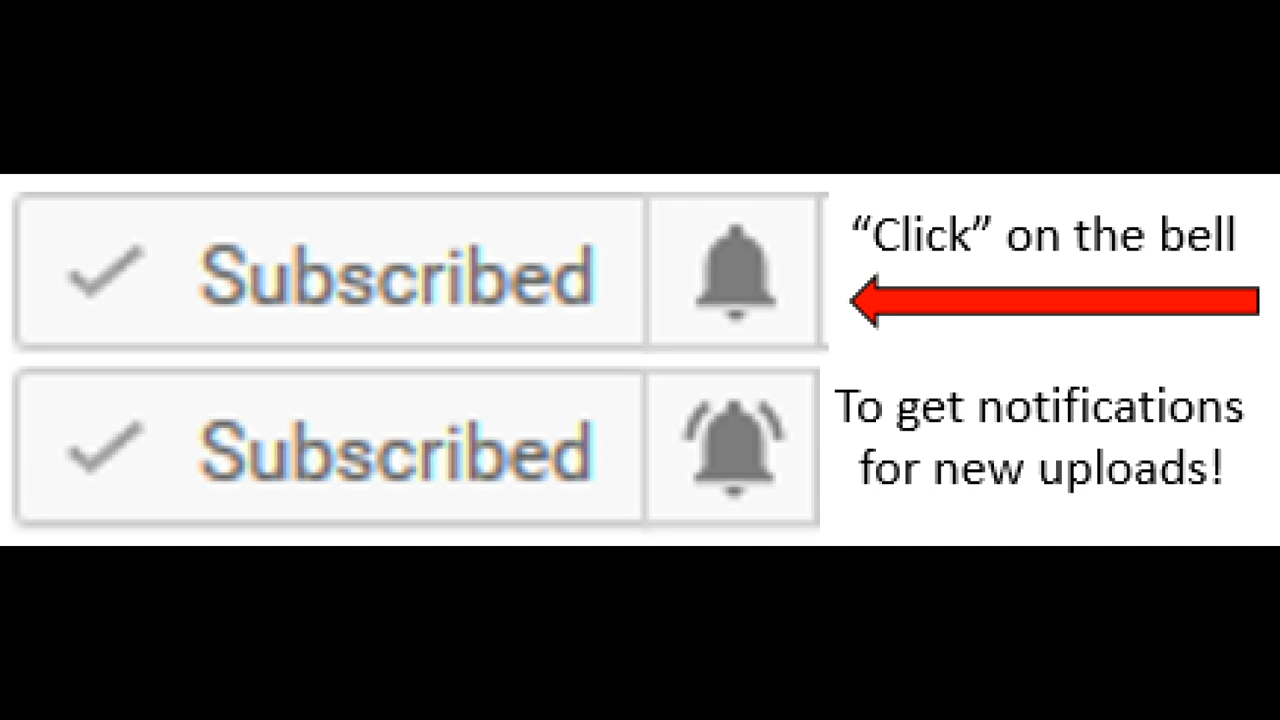 Subscribed
“Click” on the bell
Subscribed
To get notifications
for new uploads!